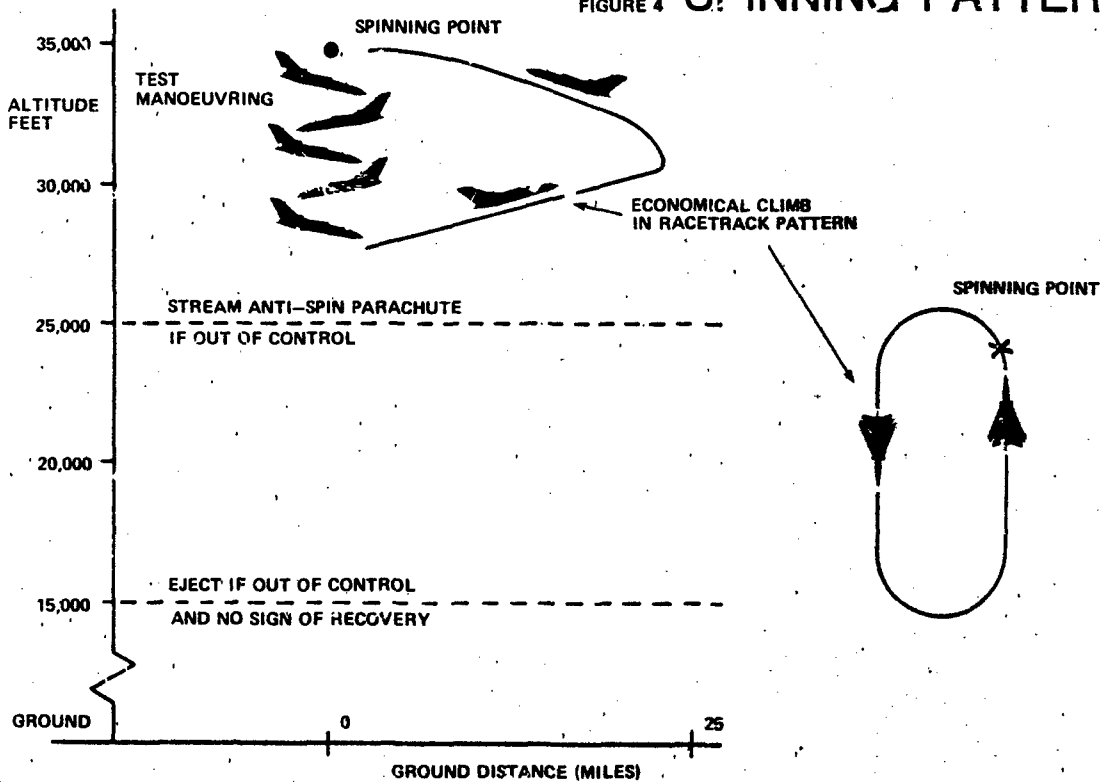 FIGURE 4 SPINNING PATTER
SPINNING POINT
35,000
TEST
MANOEUVRING
ALTITUDE
FEET
30,000
ECONOMICAL CLIMB
IN RACETRACK PATTERN
SPINNING POINT
STREAM ANTI-SPIN PARACHUTE
25,000
IF OUT OF CONTROL
20,000
EJECT IF OUT OF CONTROL
15,000
AND NO SIGN OF RECOVERY
GROUND
0
25
GROUND DISTANCE (MILES)